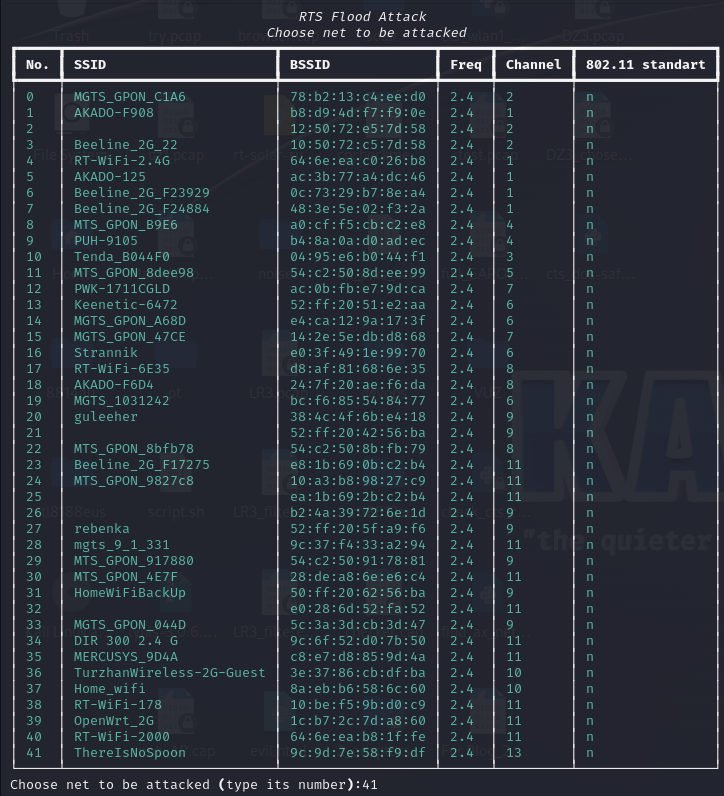 RTS Flood Attack
Choose net to be attacked
No. SSID BSSID Freq Channel 802.11 standart
0 MGTS_GPON_C1A6 78:b2:13:c4:ee:d0 2.4 2 n
1 AKADO-F908 b8:d9:4d:f7:f9:0e 2.4 1 n
2 12:50:72:e5:7d:58 2.4 2 n
3 Beeline_2G_22 10:50:72:c5:7d:58 2.4 2 n
4 RT-WiFi-2.4G 64:6e:ea:c0:26:b8 2.4 1 n
5 AKADO-125 ac:3b:77:a4:dc:46 2.4 1 n
6 Beeline_2G_F23929 0c:73:29:b7:8e:a4 2.4 1 n
7 Beeline_2G_F24884 48:3e:5e:02:f3:2a 2.4 1 n
8 MTS_GPON_B9E6 a0:cf:f5:cb:c2:e8 2.4 4 n
9 PUH-9105 b4:8a:0a:d0:ad:ec 2.4 4 n
10 Tenda_B044F0 04:95:e6:b0:44:f1 2.4 3 n
11 MTS_GPON_8dee98 54:c2:50:8d:ee:99 2.4 5 n
12 PWK-1711CGLD ac:0b:fb:e7:9d:ca 2.4 7 n
13 Keenetic-6472 52:ff:20:51:e2:aa 2.4 6 n
14 MGTS_GPON_A68D e4:ca:12:9a:17:3f 2.4 6 n
15 MGTS_GPON_47CE 14:2e:5e:db:d8:68 2.4 7 n
16 Strannik e0:3f:49:1e:99:70 2.4 6 n
17 RT-WiFi-6E35 d8:af:81:68:6e:35 2.4 8 n
18 AKADO-F6D4 24:7f:20:ae:f6:da 2.4 8 n
19 MGTS_1031242 bc:f6:85:54:84:77 2.4 6 n
20 guleeher 38:4c:4f:6b:e4:18 2.4 9 n
21 52:ff:20:42:56:ba 2.4 9 n
22 MTS_GPON_8bfb78 54:c2:50:8b:fb:79 2.4 8 n
23 Beeline_2G_F17275 e8:1b:69:0b:c2:b4 2.4 11 n
24 MTS_GPON_9827c8 10:a3:b8:98:27:c9 2.4 11 n
25 ea:1b:69:2b:c2:b4 2.4 11 n
26 b2:4a:39:72:6e:1d 2.4 9 n
27 rebenka 52:ff:20:5f:a9:f6 2.4 9 n
28 mgts_9_1_331 9c:37:f4:33:a2:94 2.4 11 n
29 MTS_GPON_917880 54:c2:50:91:78:81 2.4 9 n
30 MTS_GPON_4E7F 28:de:a8:6e:e6:c4 2.4 11 n
31 HomeWiFiBackUp 50:ff:20:62:56:ba 2.4 9 n
32 e0:28:6d:52:fa:52 2.4 11 n
33 MGTS_GPON_044D 5c:3a:3d:cb:3d:47 2.4 9 n
34 DIR 300 2.4 G 9c:6f:52:d0:7b:50 2.4 11 n
35 MERCUSYS_9D4A c8:e7:d8:85:9d:4a 2.4 11 n
36 TurzhanWireless-2G-Guest 3e:37:86:cb:df:ba 2.4 10 n
37 Home_wifi 8a:eb:b6:58:6c:60 2.4 10 n
38 RT-WiFi-178 10:be:f5:9b:d0:c9 2.4 11 n
39 OpenWrt_2G 1c:b7:2c:7d:a8:60 2.4 11 n
40 RT-WiFi-2000 64:6e:ea:b8:1f:fe 2.4 11 n
41 ThereIsNoSpoon 9c:9d:7e:58:f9:df 2.4 13 n
Choose net to be attacked (type its number):41